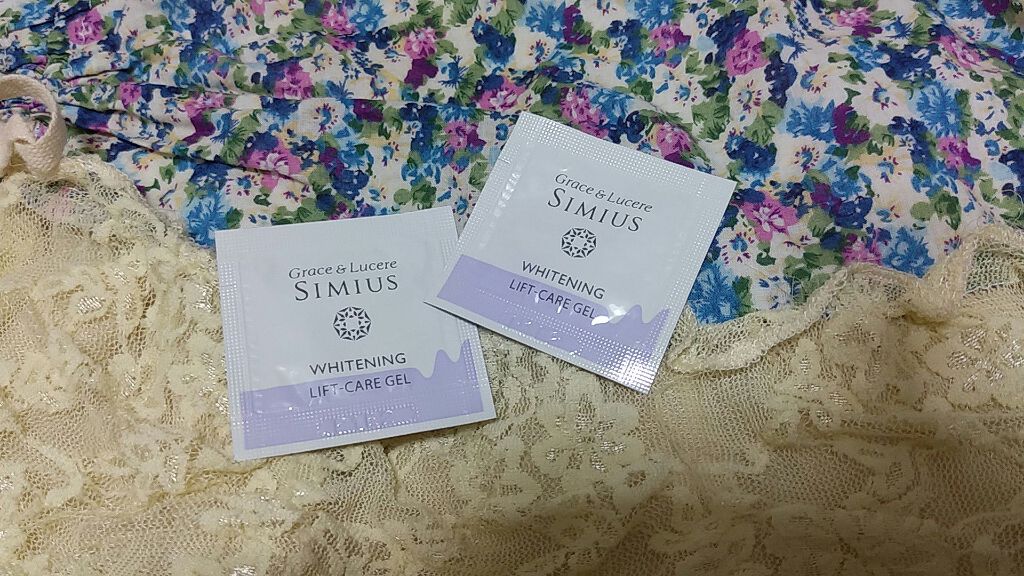 Grace & Lucere
SIMIUS
WHITENING
LIFT-CARE GEL
Grace & Lucere
SIMIUS
WHITENING
LIFT-CARE GEL